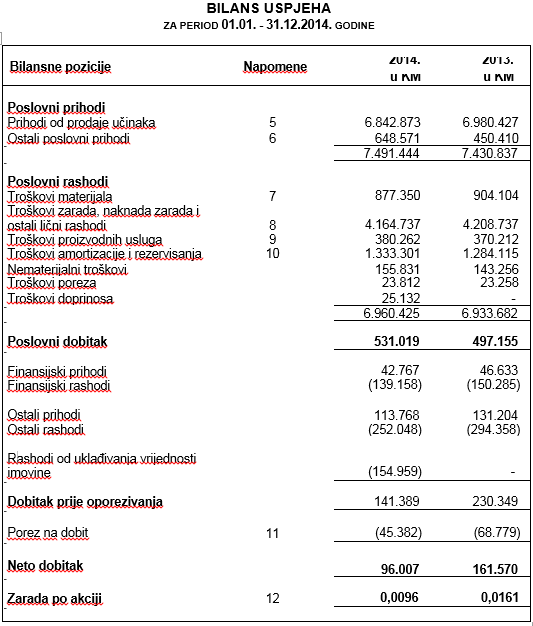 BILANS USPJEHA
ZA PERIOD 01.01. - 31.12.2014. GODINE
Bilansne pozicije Napomene 2014. u KM 2013. u KM
Poslovni prihodi
Prihodi od prodaje učinaka 5 6.842.873 6.980.427
Ostali poslovni prihodi 6 648.571 450.410
7.491.444 7.430.837
Poslovni rashodi
Troškovi materijala 7 877.350 904.104
Troškovi zarada, naknada zarada i
ostali lični rashodi 8 4.164.737 4.208.737
Troškovi proizvodnih usluga 9 380.262 370.212
Troškovi amortizacije i rezervisanja 10 1.333.301 1.284.115
Nematerijalni troškovi 155.831 143.256
Troškovi poreza 23.812 23.258
Troškovi doprinosa 25.132 -
6.960.425 6.933.682
Poslovni dobitak 531.019 497.155
Finansijski prihodi 42.767 46.633
Finansijski rashodi (139.158) (150.285)
Ostali prihodi 113.768 131.204
Ostali rashodi (252.048) (294.358)
Rashodi od uklađivanja vrijednosti
imovine (154.959) -
Dobitak prije oporezivanja 141.389 230.349
Porez na dobit 11 (45.382) (68.779)
Neto dobitak 96.007 161.570
Zarada po akciji 12 0,0096 0,0161